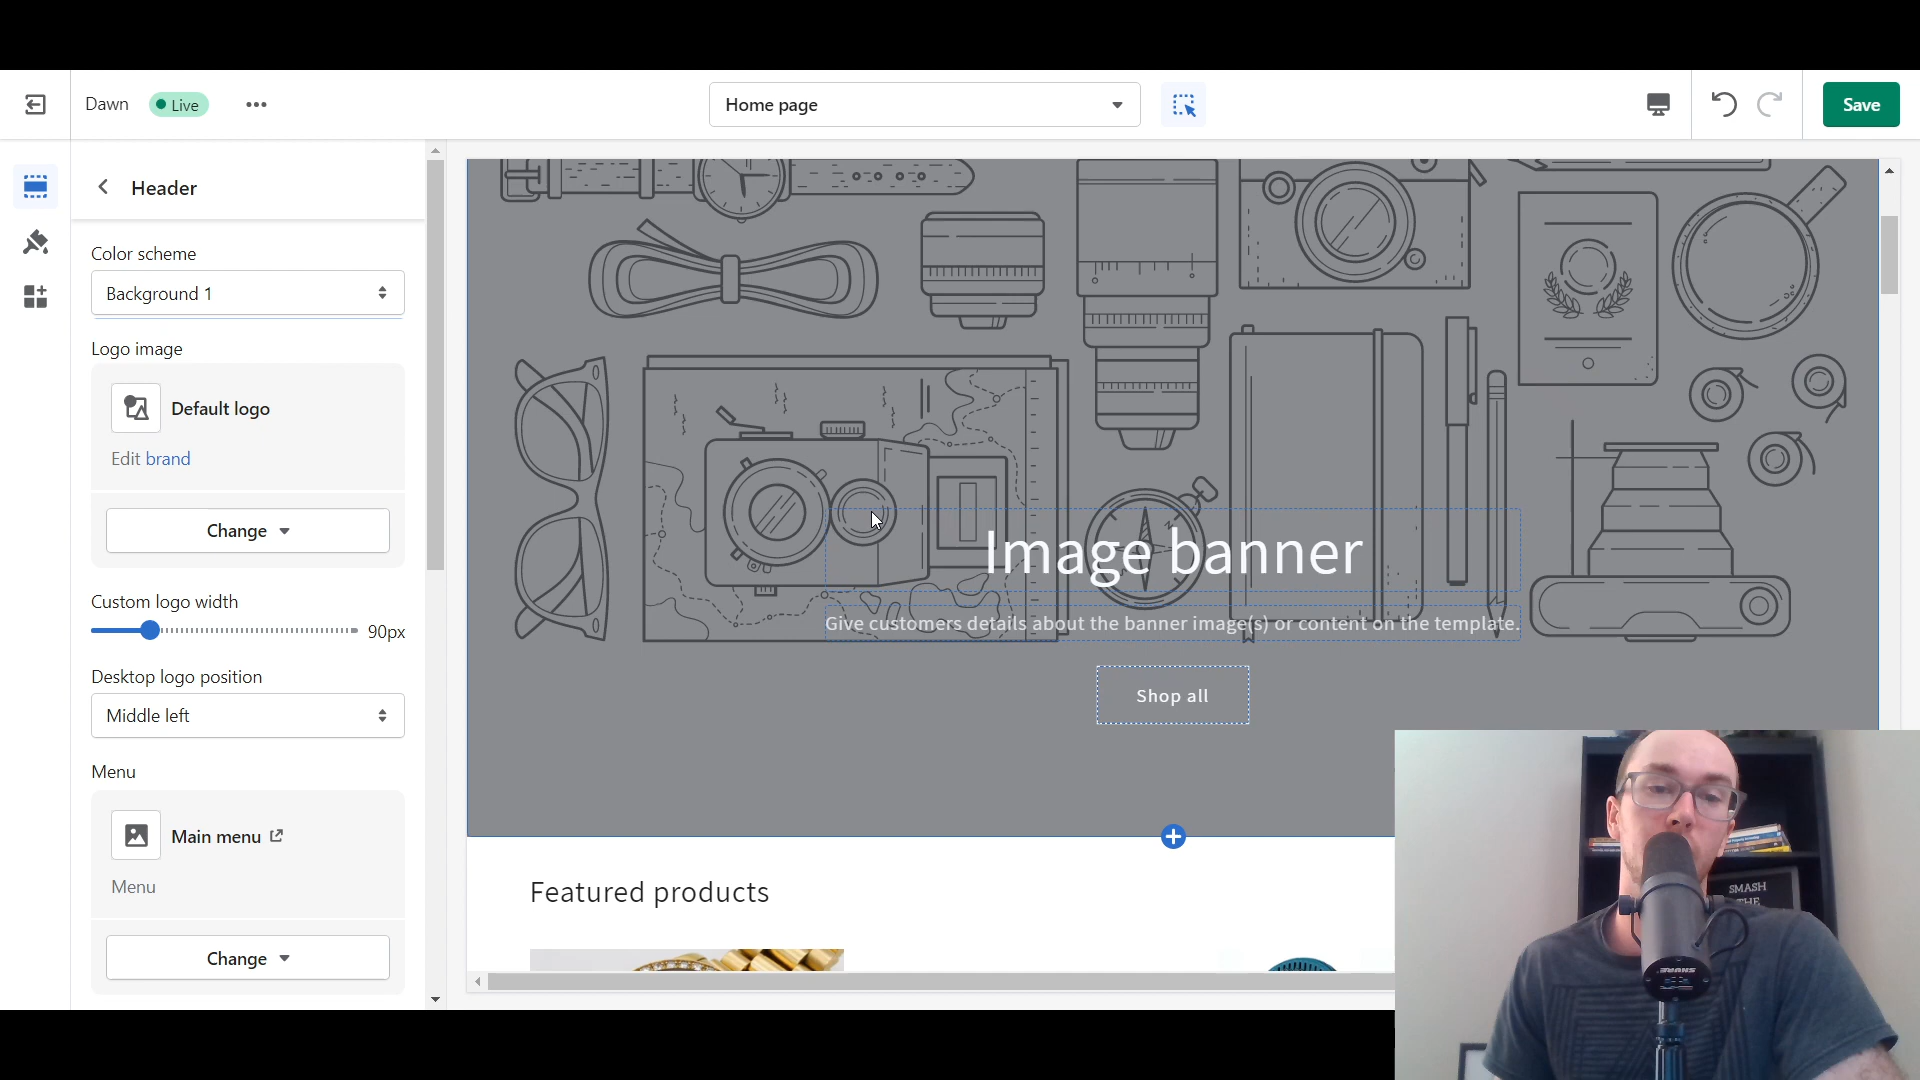 Dawn
Live
Home page
Save
Header
Color scheme
Background 1
Logo image
Default logo
Edit brand
Change
Custom logo width
90px
Desktop logo position
Middle left
Menu
Main menu
Menu
Change
Image banner
Give customers details about the banner image(s) or content on the template.
Shop all
Featured products
SMASH
THE
SHURE